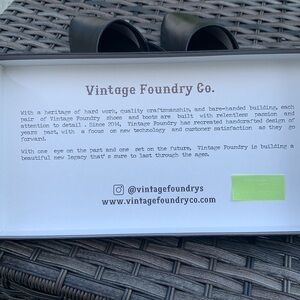 Vintage Foundry Co.
With a heritage of hard work, quality craftsmanship, and bare-handed building, each
pair of Vintage Foundry shoes and boots are built with relentless passion and
attention to detail . Since 2014, Vintage Foundry has recreated handcrafted design of
years past, with a focus on new technology and customer satisfaction as they go
forward.
With one eye on the past and one set on the future, Vintage Foundry is building a
beautiful new legacy that's sure to last through the ages.
@vintagefoundrys
www.vintagefoundryco.com